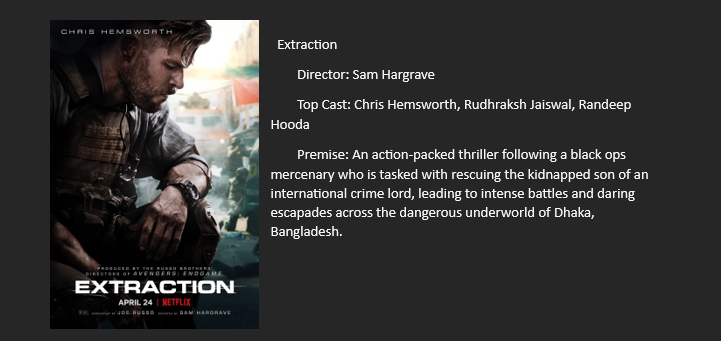 CHRIS HEMSWORTH
PRODUCED BY THE RUSSO BROTHERS
DIRECTORS OF AVENGERS: ENDGAME
EXTRACTION
APRIL 24 | NETFLIX
JOE RUSSO SAM HARGRAVE
Extraction
Director: Sam Hargrave
Top Cast: Chris Hemsworth, Rudhraksh Jaiswal, Randeep
Hooda
Premise: An action-packed thriller following a black ops
mercenary who is tasked with rescuing the kidnapped son of an
international crime lord, leading to intense battles and daring
escapades across the dangerous underworld of Dhaka,
Bangladesh.